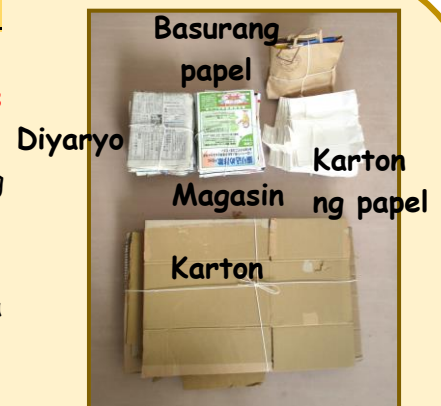 Basurang
papel
Diyaryo
Karton
ng papel
Magasin
Karton